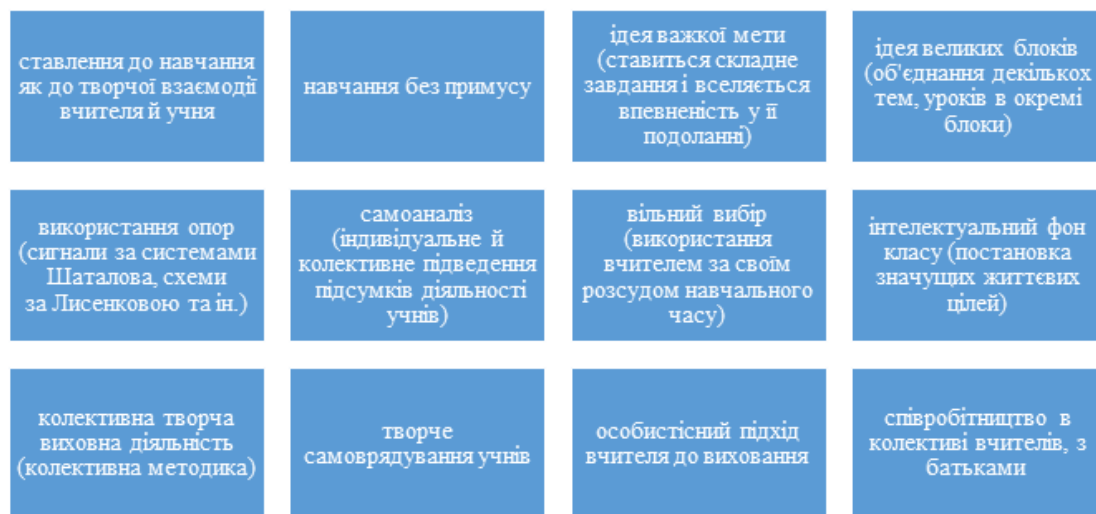 ставлення до навчання
як до творчої взаємодії
вчителя й учня
навчання без примусу
ідея важкої мети
(ставиться складне
завдання і вселяється
впевненість у її
подоланні)
ідея великих блоків
(об'єднання декількох
тем, уроків в окремі
блоки)
використання опор
(сигнали за системами
Шаталова, схеми
за Лисенковою та ін.)
самоаналіз
(індивідуальне й
колективне підведення
підсумків діяльності
учнів)
вільний вибір
(використання
вчителем за своїм
розсудом навчального
часу)
інтелектуальний фон
класу (постановка
значущих життєвих
цілей)
колективна творча
виховна діяльність
(колективна методика)
творче
самоврядування учнів
особистісний підхід
вчителя до виховання
співробітництво в
колективі вчителів, з
батьками